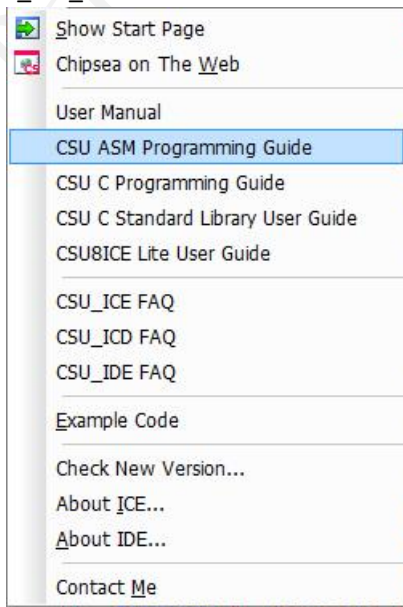 Show Start Page
Chipsea on The Web
User Manual
CSU ASM Programming Guide
CSU C Programming Guide
CSU C Standard Library User Guide
CSU8ICE Lite User Guide
CSU_ICE FAQ
CSU_ICD FAQ
CSU_IDE FAQ
Example Code
Check New Version...
About ICE...
About IDE...
Contact Me